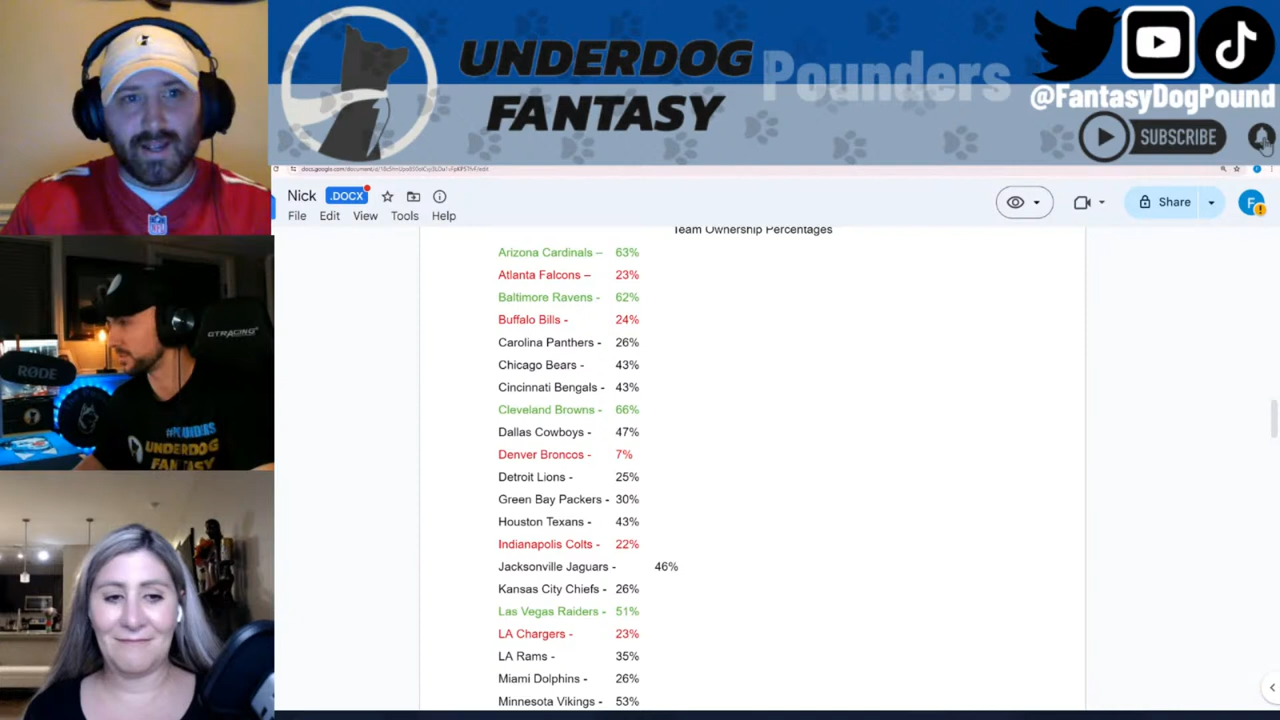 UNDERDOG
FANTASY
Pounders
@FantasyDogPound
SUBSCRIBE
Nick .DOCX
Share
F
File Edit View Tools Help
Team Ownership Percentages
Arizona Cardinals – 63%
Atlanta Falcons – 23%
Baltimore Ravens - 62%
Buffalo Bills - 24%
Carolina Panthers - 26%
Chicago Bears - 43%
Cincinnati Bengals - 43%
Cleveland Browns - 66%
Dallas Cowboys - 47%
Denver Broncos - 7%
Detroit Lions - 25%
Green Bay Packers - 30%
Houston Texans - 43%
Indianapolis Colts - 22%
Jacksonville Jaguars - 46%
Kansas City Chiefs - 26%
Las Vegas Raiders - 51%
LA Chargers - 23%
LA Rams - 35%
Miami Dolphins - 26%
Minnesota Vikings - 53%
NFL
GTRACING
RØDE
#POUNDERS
UNDERDOG
FANTASY